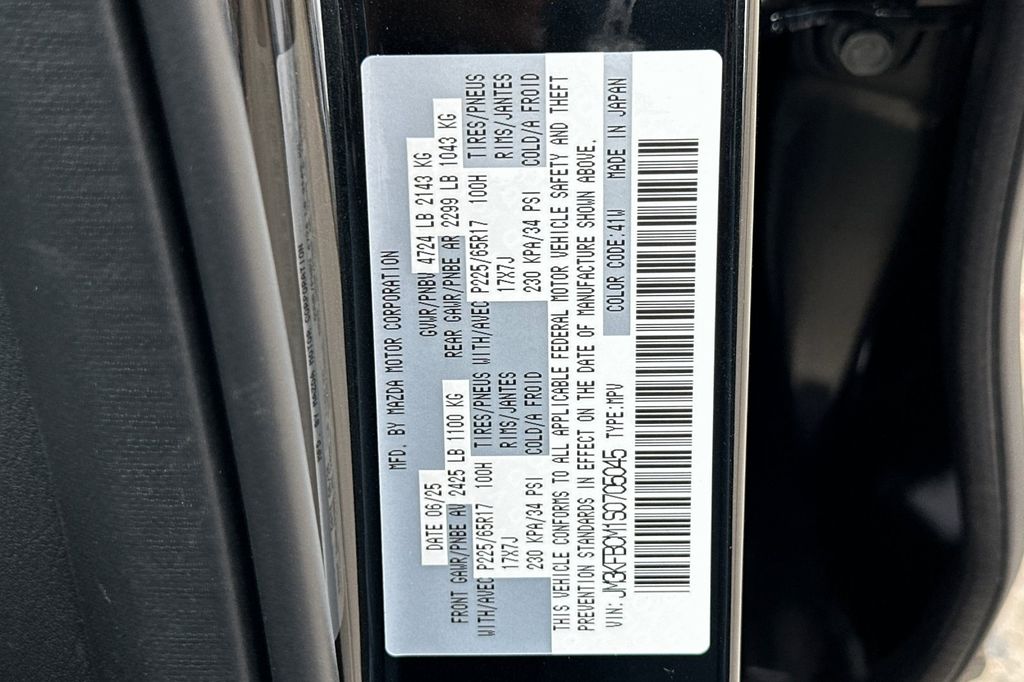 MFD. BY MAZDA MOTOR CORPORATION
DATE 06/25 GVWR/PNBV 4724 LB 2143 KG
FRONT GAWR/PNBE AV 2425 LB 1100 KG REAR GAWR/PNBE AR 2299 LB 1043 KG
WITH/AVEC P225/65R17 100H TIRES/PNEUS WITH/AVEC P225/65R17 100H TIRES/PNEUS
17X7J RIMS/JANTES 17X7J RIMS/JANTES
230 KPA/34 PSI COLD/A FROID 230 KPA/34 PSI COLD/A FROID
THIS VEHICLE CONFORMS TO ALL APPLICABLE FEDERAL MOTOR VEHICLE SAFETY AND THEFT
PREVENTION STANDARDS IN EFFECT ON THE DATE OF MANUFACTURE SHOWN ABOVE.
VIN: JM3KFBCM1S0705045 TYPE:MPV COLOR CODE:41W MADE IN JAPAN